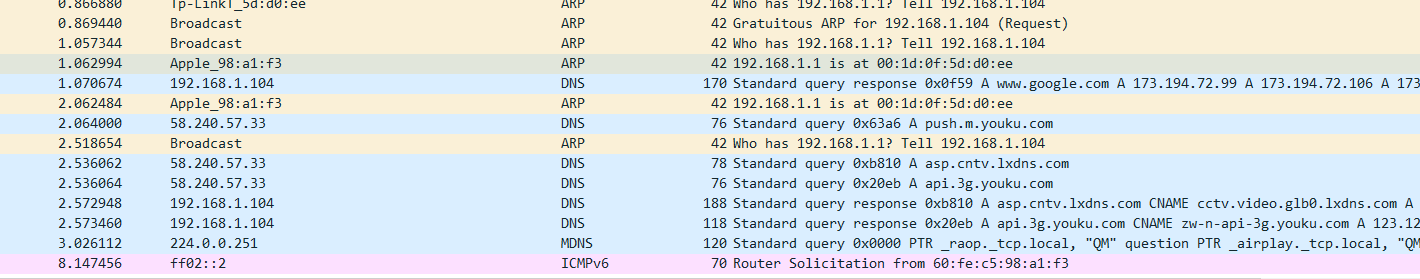 0.866880 Tp-LinkT_5d:d0:ee ARP 42 Who has 192.168.1.1? Tell 192.168.1.104
0.869440 Broadcast ARP 42 Gratuitous ARP for 192.168.1.104 (Request)
1.057344 Broadcast ARP 42 Who has 192.168.1.1? Tell 192.168.1.104
1.062994 Apple_98:a1:f3 ARP 42 192.168.1.1 is at 00:1d:0f:5d:d0:ee
1.070674 192.168.1.104 DNS 170 Standard query response 0x0f59 A www.google.com A 173.194.72.99 A 173.194.72.106 A 173
2.062484 Apple_98:a1:f3 ARP 42 192.168.1.1 is at 00:1d:0f:5d:d0:ee
2.064000 58.240.57.33 DNS 76 Standard query 0x63a6 A push.m.youku.com
2.518654 Broadcast ARP 42 Who has 192.168.1.1? Tell 192.168.1.104
2.536062 58.240.57.33 DNS 78 Standard query 0xb810 A asp.cntv.lxdns.com
2.536064 58.240.57.33 DNS 76 Standard query 0x20eb A api.3g.youku.com
2.572948 192.168.1.104 DNS 188 Standard query response 0xb810 A asp.cntv.lxdns.com CNAME cctv.video.glb0.lxdns.com A
2.573460 192.168.1.104 DNS 118 Standard query response 0x20eb A api.3g.youku.com CNAME zw-n-api-3g.youku.com A 123.12
3.026112 224.0.0.251 MDNS 120 Standard query 0x0000 PTR _raop._tcp.local, "QM" question PTR _airplay._tcp.local, "QM
8.147456 ff02::2 ICMPv6 70 Router Solicitation from 60:fe:c5:98:a1:f3